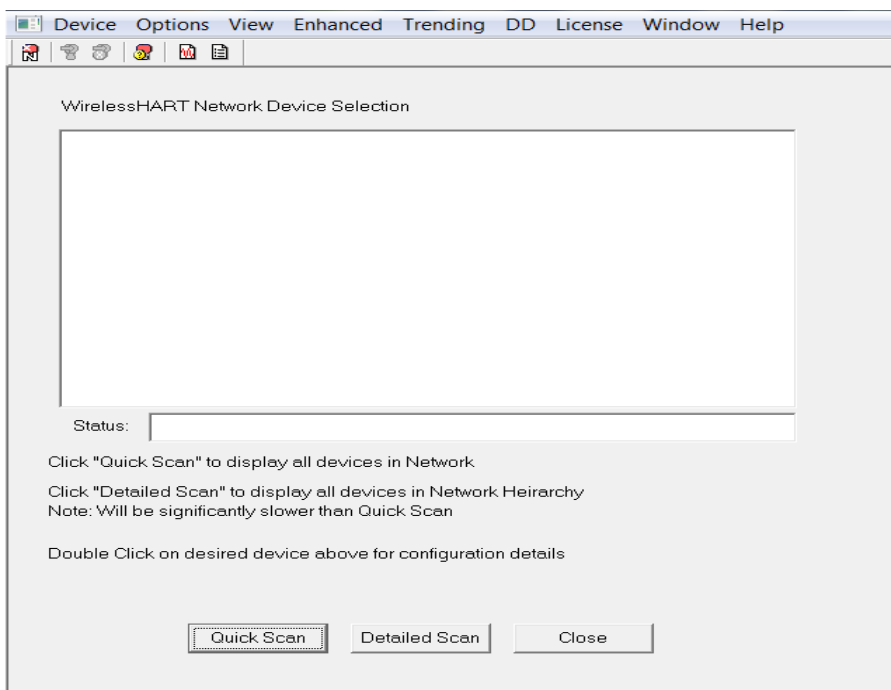 Device Options View Enhanced Trending DD License Window Help
WirelessHART Network Device Selection
Status:
Click "Quick Scan" to display all devices in Network
Click "Detailed Scan" to display all devices in Network Heirarchy
Note: Will be significantly slower than Quick Scan
Double Click on desired device above for configuration details
Quick Scan Detailed Scan Close